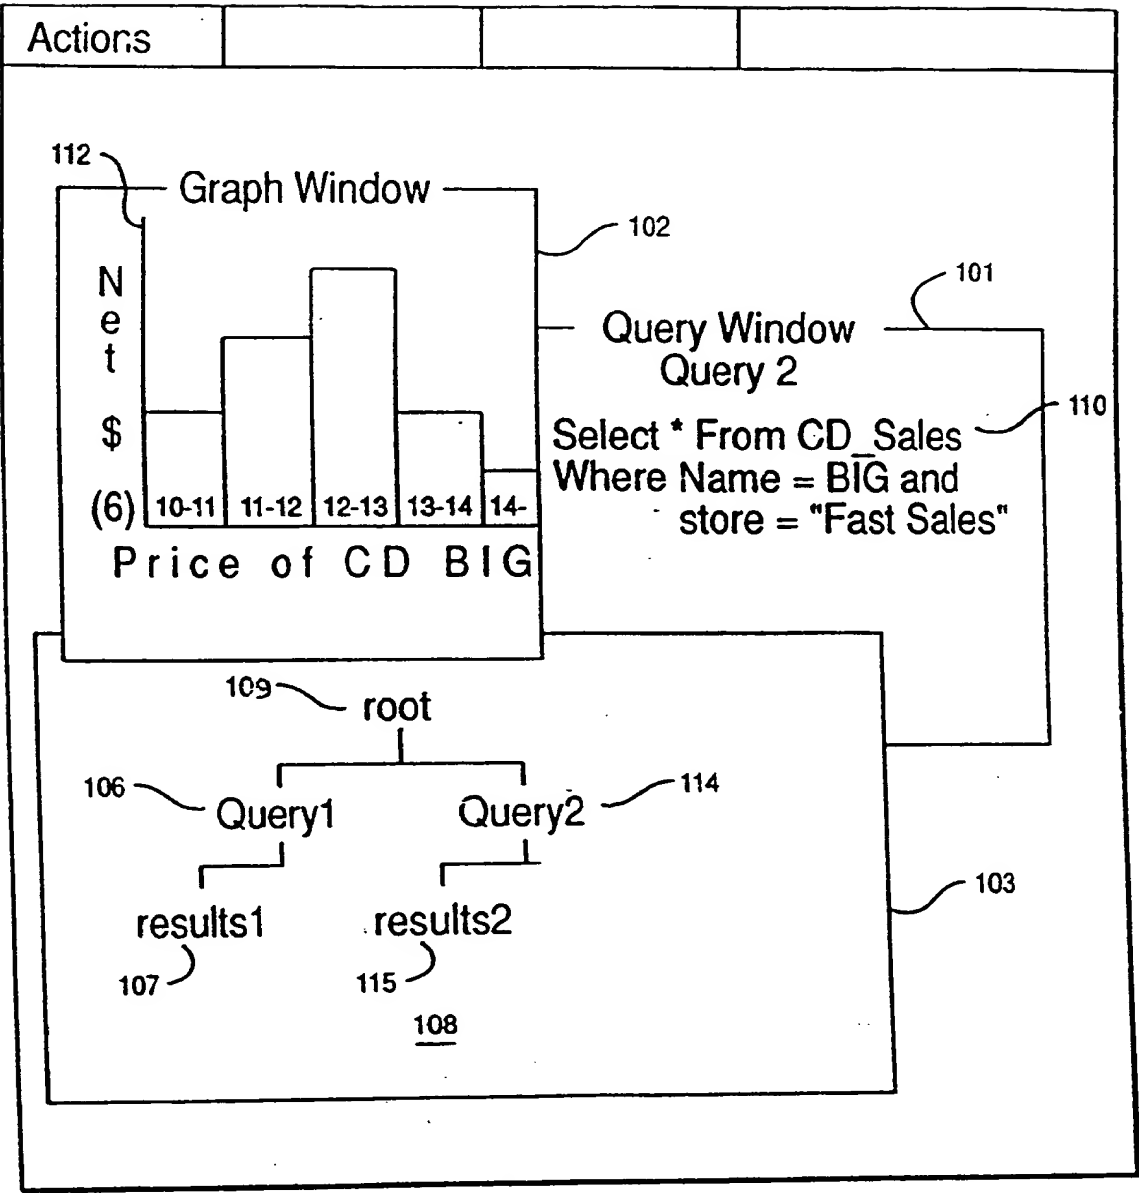 Actions
112
Graph Window
102
101
Net $
(6)
10-11 11-12 12-13 13-14 14-
Price of CD BIG
Query Window
Query 2
110
Select * From CD_Sales
Where Name = BIG and
store = "Fast Sales"
109
root
106
Query1
Query2
114
103
results1
results2
107
115
108